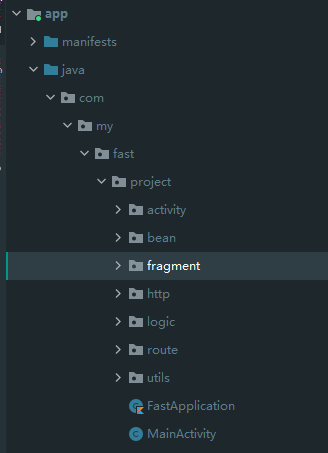 app
manifests
java
com
my
fast
project
activity
bean
fragment
http
logic
route
utils
FastApplication
MainActivity